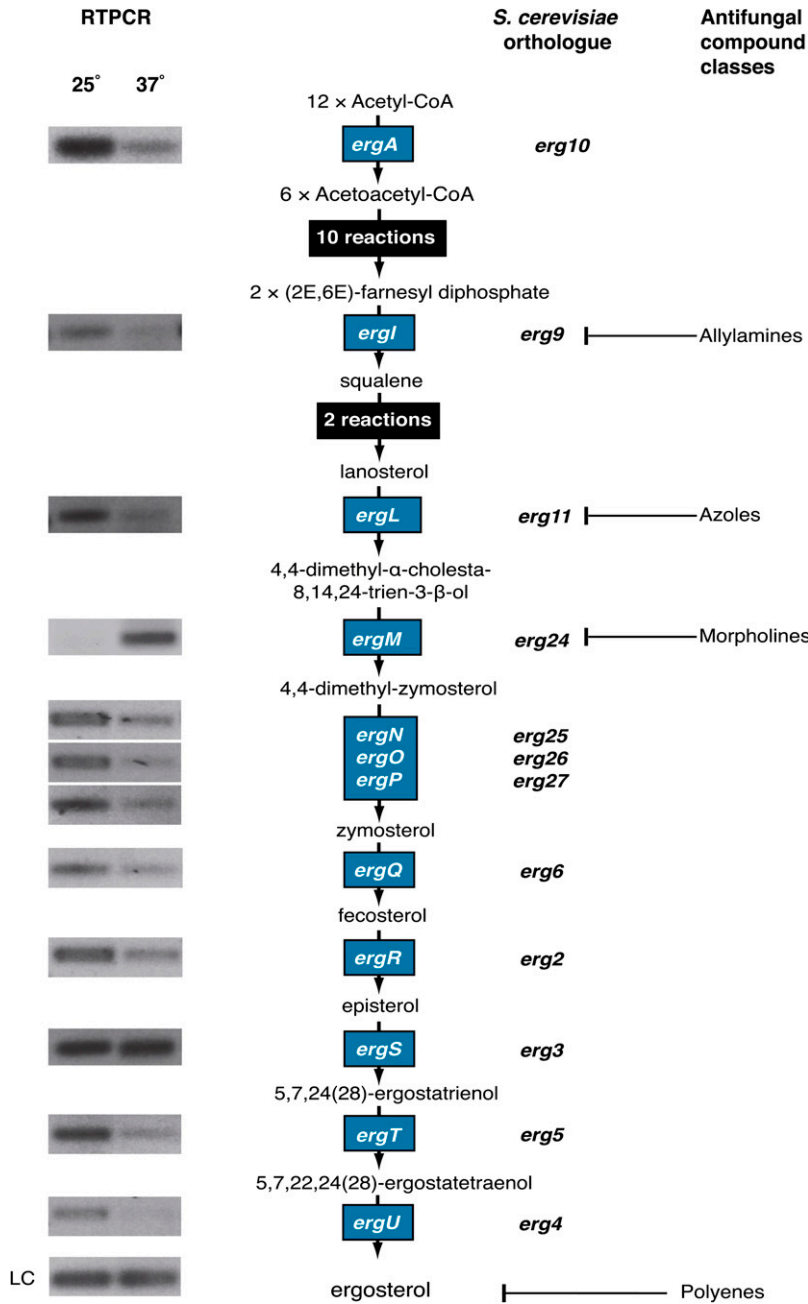 RTPCR
S. cerevisiae
orthologue
Antifungal
compound
classes
25°
37°
12 × Acetyl-CoA
ergA
erg10
6 × Acetoacetyl-CoA
10 reactions
2 × (2E,6E)-farnesyl diphosphate
ergI
erg9
Allylamines
squalene
2 reactions
lanosterol
ergL
erg11
Azoles
4,4-dimethyl-α-cholesta-
8,14,24-trien-3-β-ol
ergM
erg24
Morpholines
4,4-dimethyl-zymosterol
ergN
erg25
ergO
erg26
ergP
erg27
zymosterol
ergQ
erg6
fecosterol
ergR
erg2
episterol
ergS
erg3
5,7,24(28)-ergostatrienol
ergT
erg5
5,7,22,24(28)-ergostatetraenol
ergU
erg4
LC
ergosterol
Polyenes